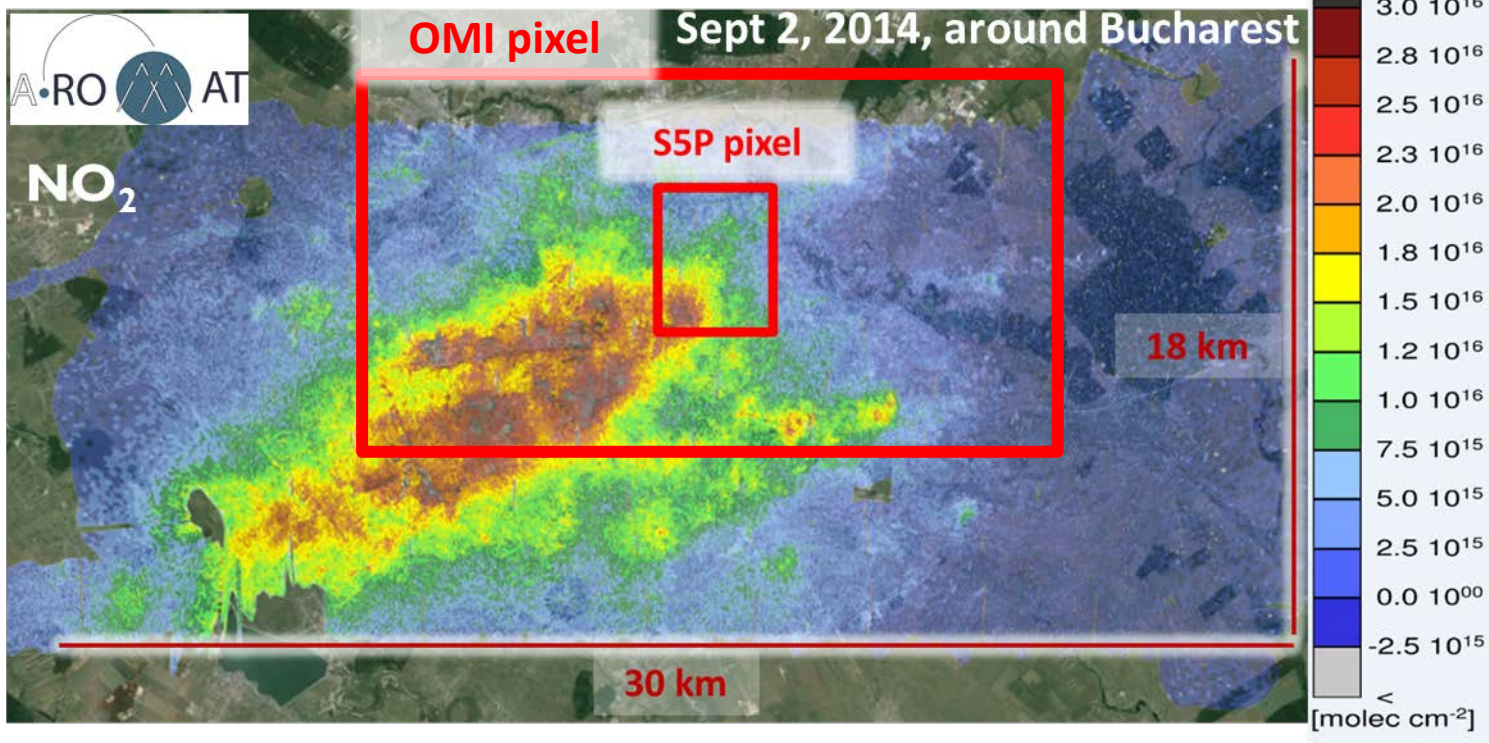 A•RO MAT
OMI pixel
Sept 2, 2014, around Bucharest
S5P pixel
NO₂
18 km
30 km
3.0 10¹⁶
2.8 10¹⁶
2.5 10¹⁶
2.3 10¹⁶
2.0 10¹⁶
1.8 10¹⁶
1.5 10¹⁶
1.2 10¹⁶
1.0 10¹⁶
7.5 10¹⁵
5.0 10¹⁵
2.5 10¹⁵
0.0 10⁰⁰
-2.5 10¹⁵
<
[molec cm⁻²]